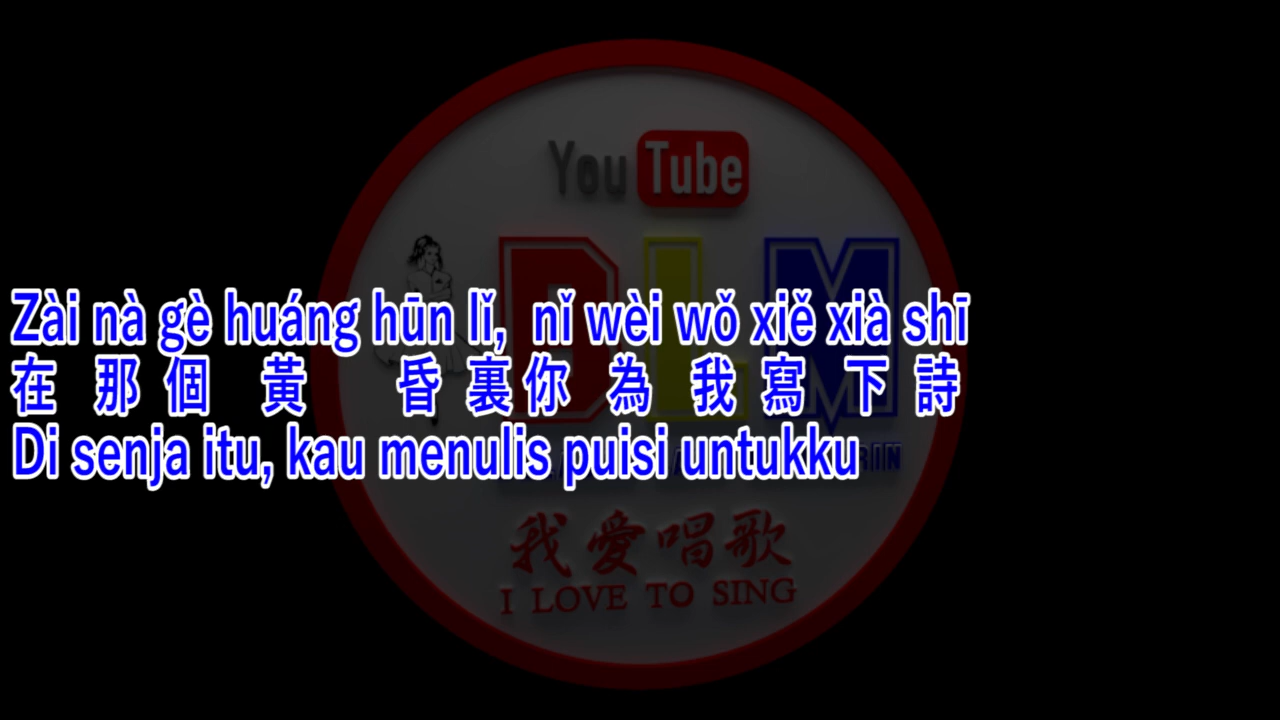 YouTube
DLM
Zài nà gè huáng hūn lǐ, nǐ wèi wǒ xiě xià shī
在 那 個 黃 昏 裏 你 為 我 寫 下 詩
Di senja itu, kau menulis puisi untukku
我愛唱歌
I LOVE TO SING